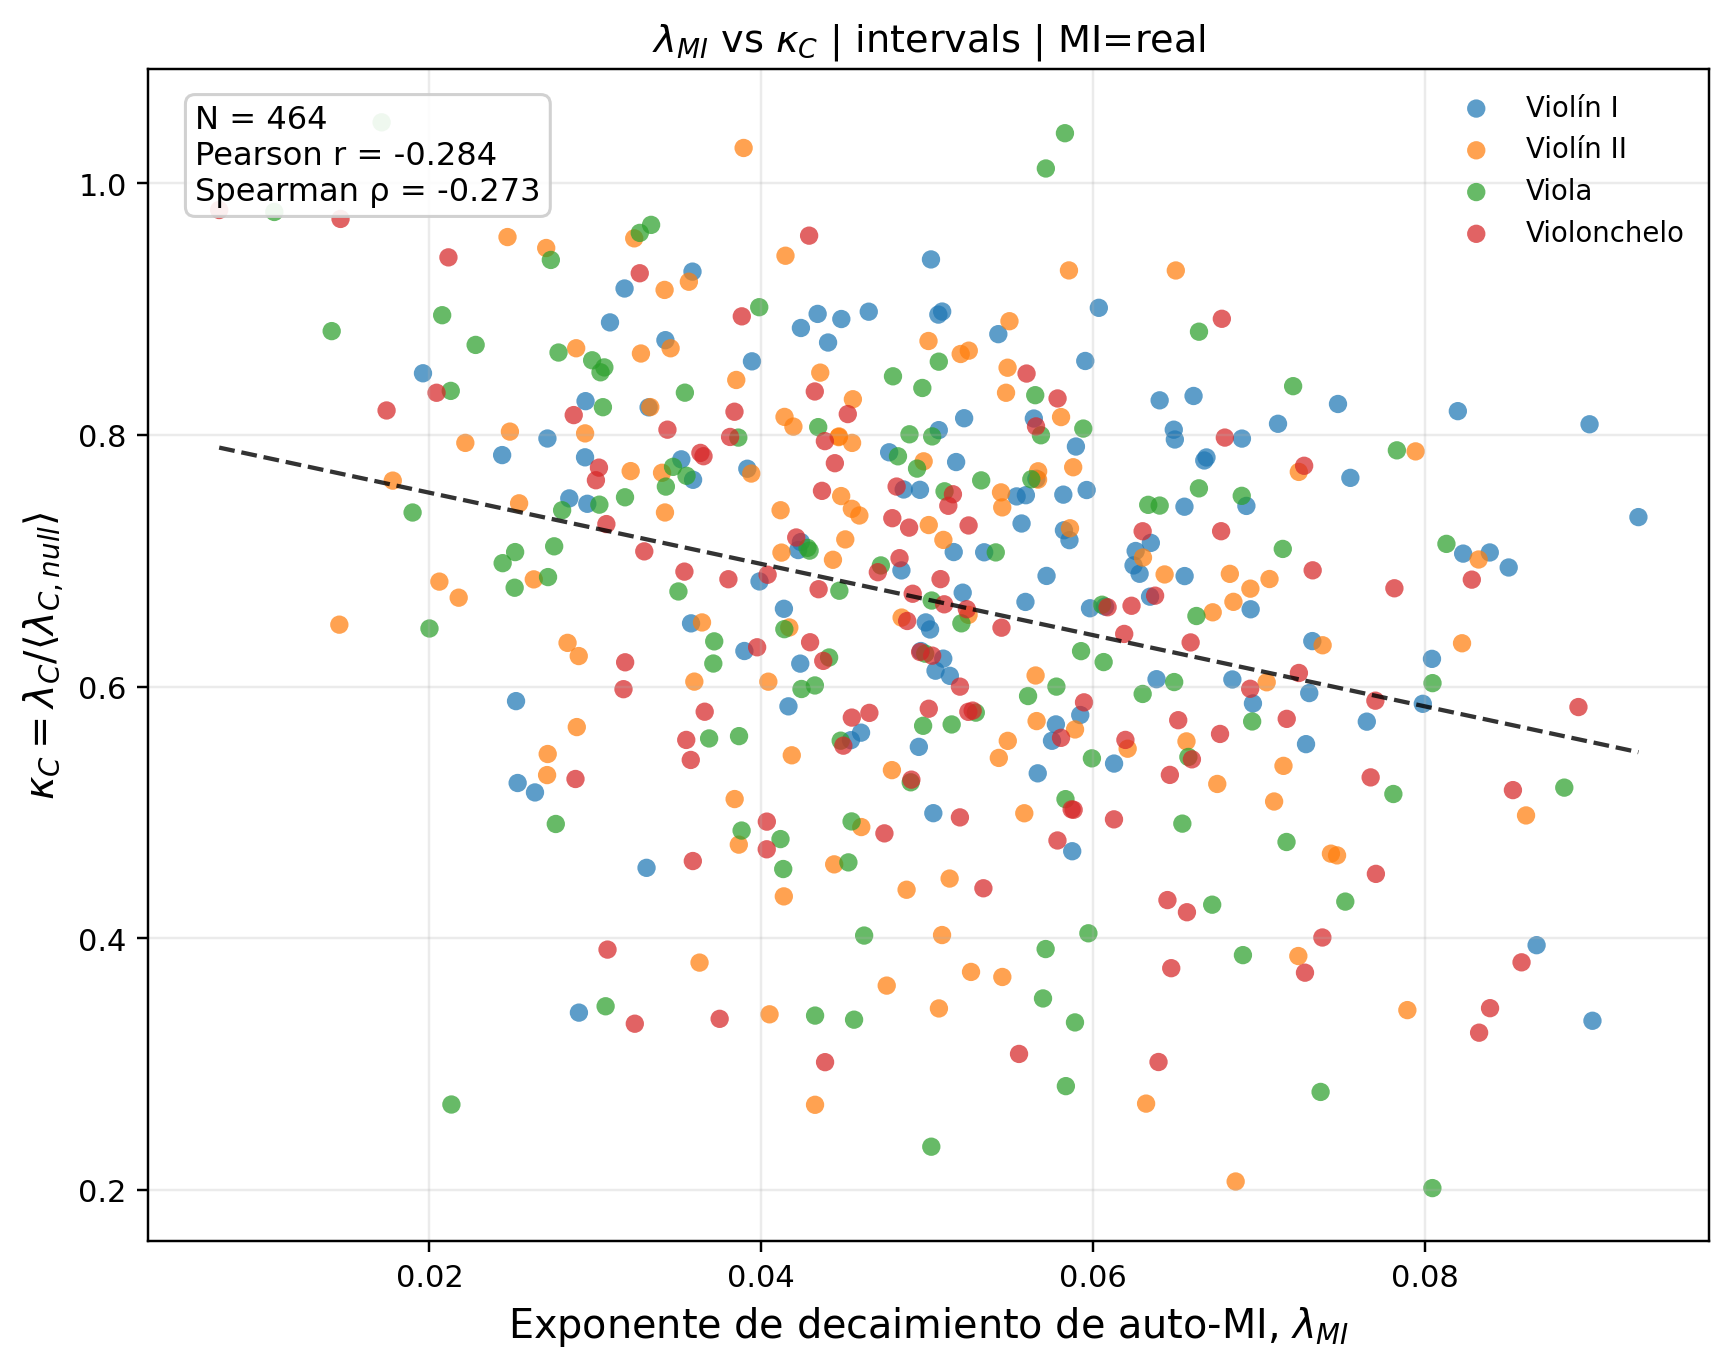 λ_MI vs κ_C | intervals | MI=real
N = 464
Pearson r = -0.284
Spearman ρ = -0.273
Violín I
Violín II
Viola
Violonchelo
κ_C = λ_C/⟨λ_C,null⟩
1.0
0.8
0.6
0.4
0.2
0.02 0.04 0.06 0.08
Exponente de decaimiento de auto-MI, λ_MI